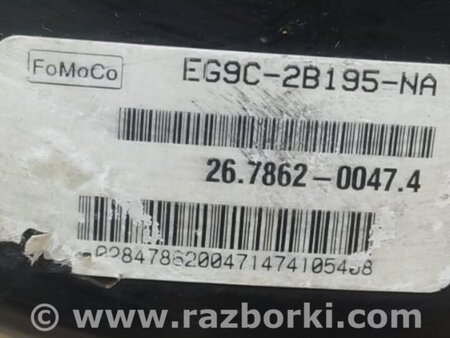 FoMoCo
EG9C-2B195-NA
26.7862-0047.4
www.razborki.com